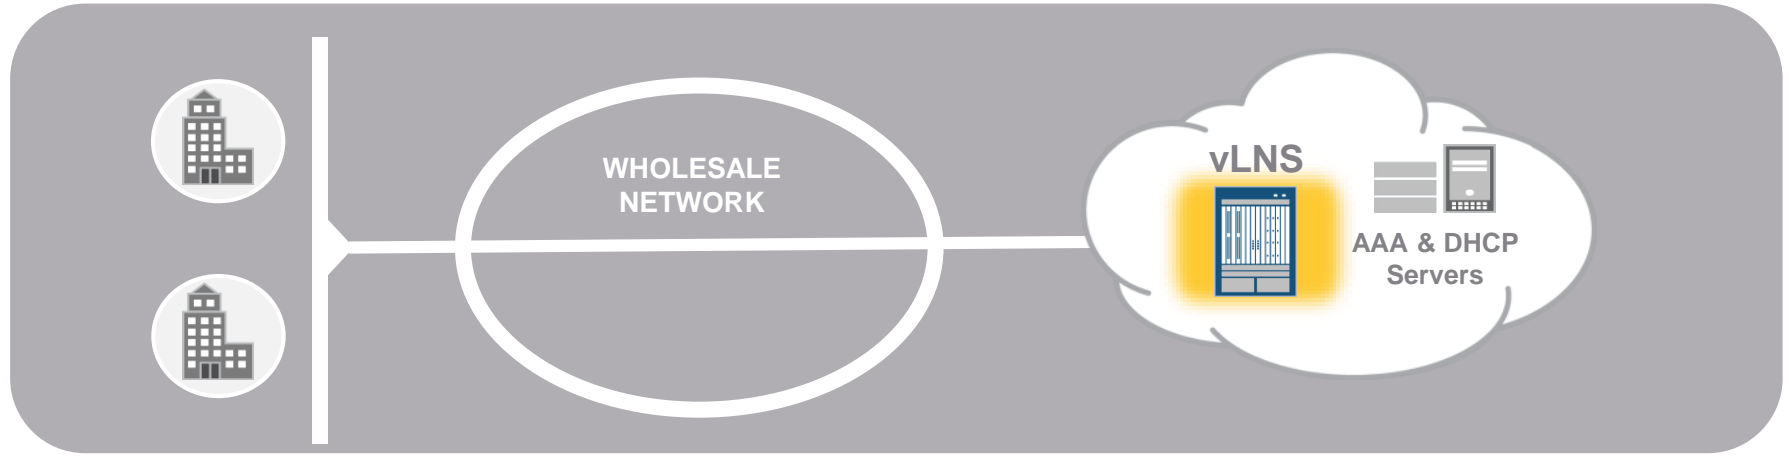 WHOLESALE
NETWORK
vLNS
AAA & DHCP
Servers